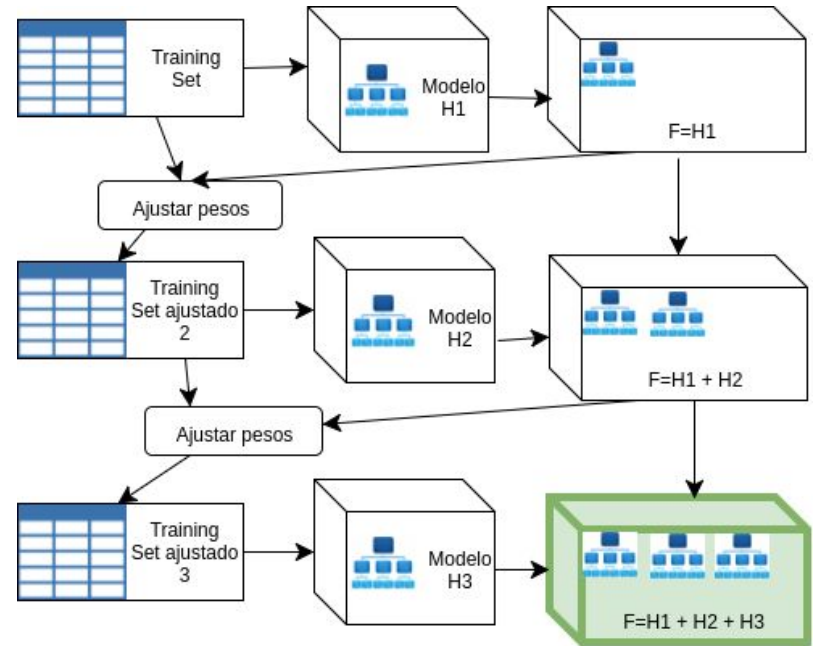 Training
Set
Modelo
H1
F=H1
Ajustar pesos
Training
Set ajustado
2
Modelo
H2
F=H1 + H2
Ajustar pesos
Training
Set ajustado
3
Modelo
H3
F=H1 + H2 + H3